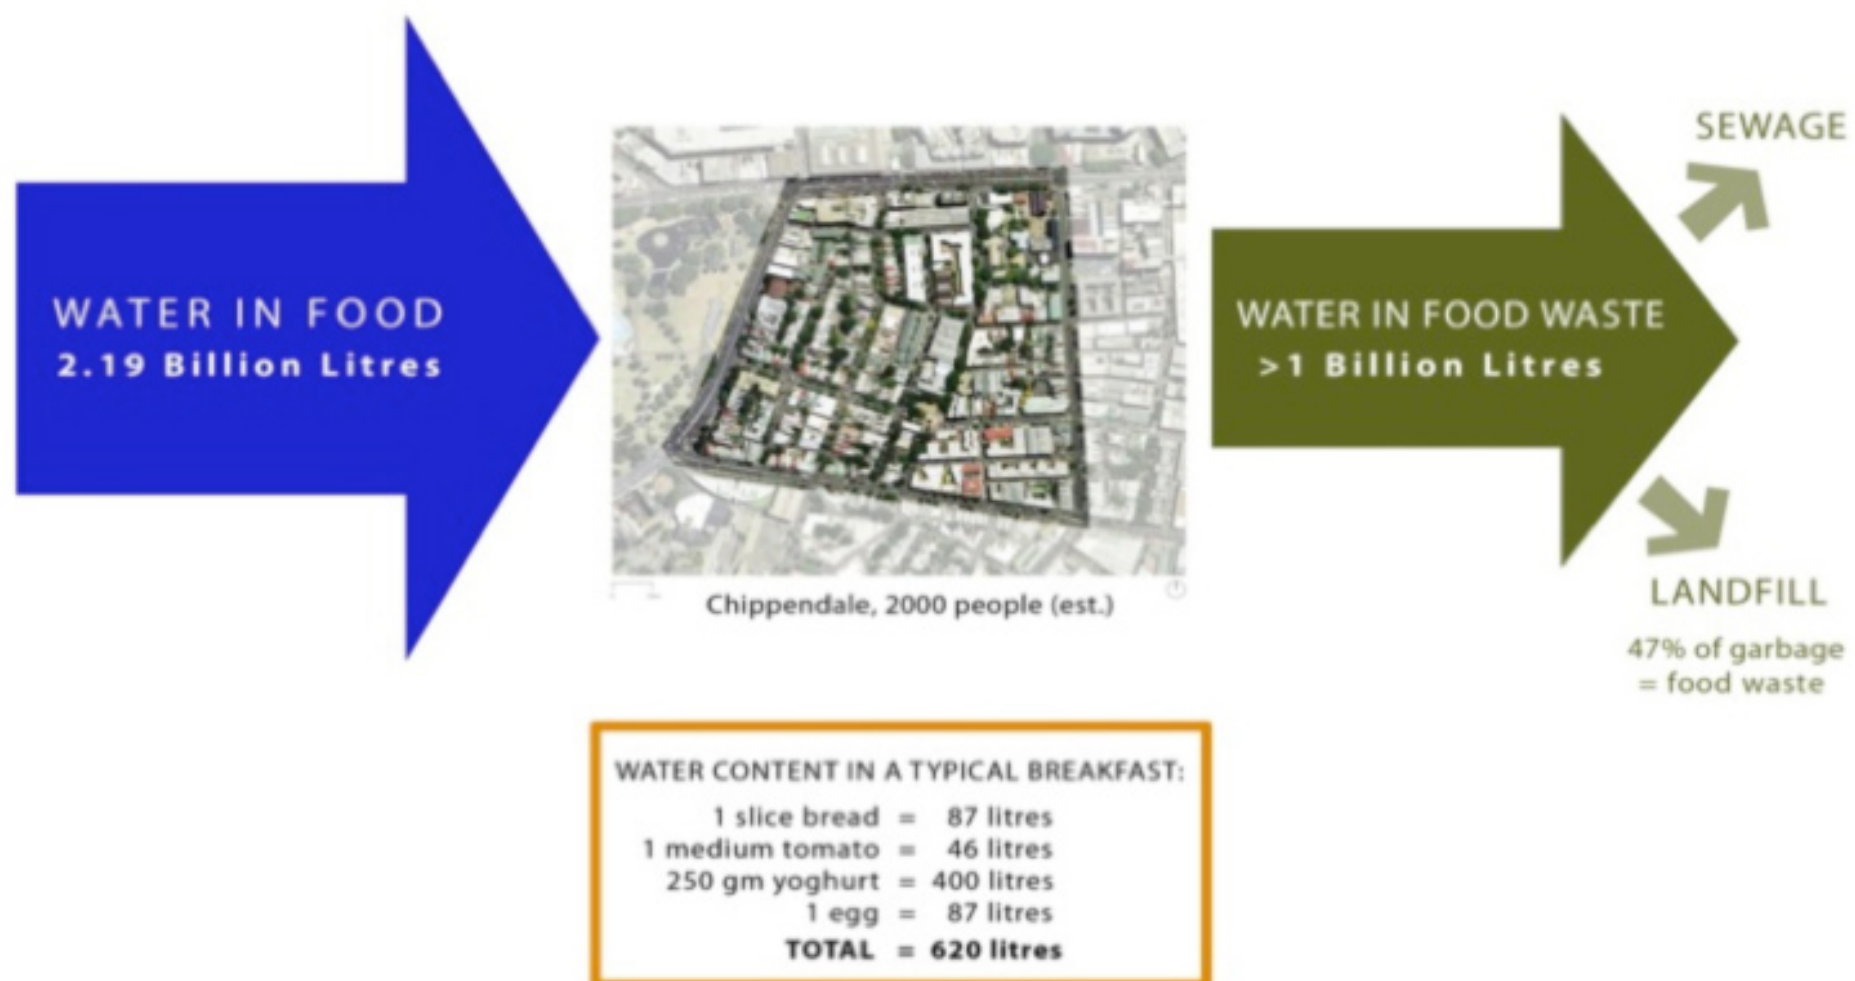 WATER IN FOOD
2.19 Billion Litres
Chippendale, 2000 people (est.)
WATER IN FOOD WASTE
>1 Billion Litres
SEWAGE
LANDFILL
47% of garbage
= food waste
WATER CONTENT IN A TYPICAL BREAKFAST:
1 slice bread = 87 litres
1 medium tomato = 46 litres
250 gm yoghurt = 400 litres
1 egg = 87 litres
TOTAL = 620 litres